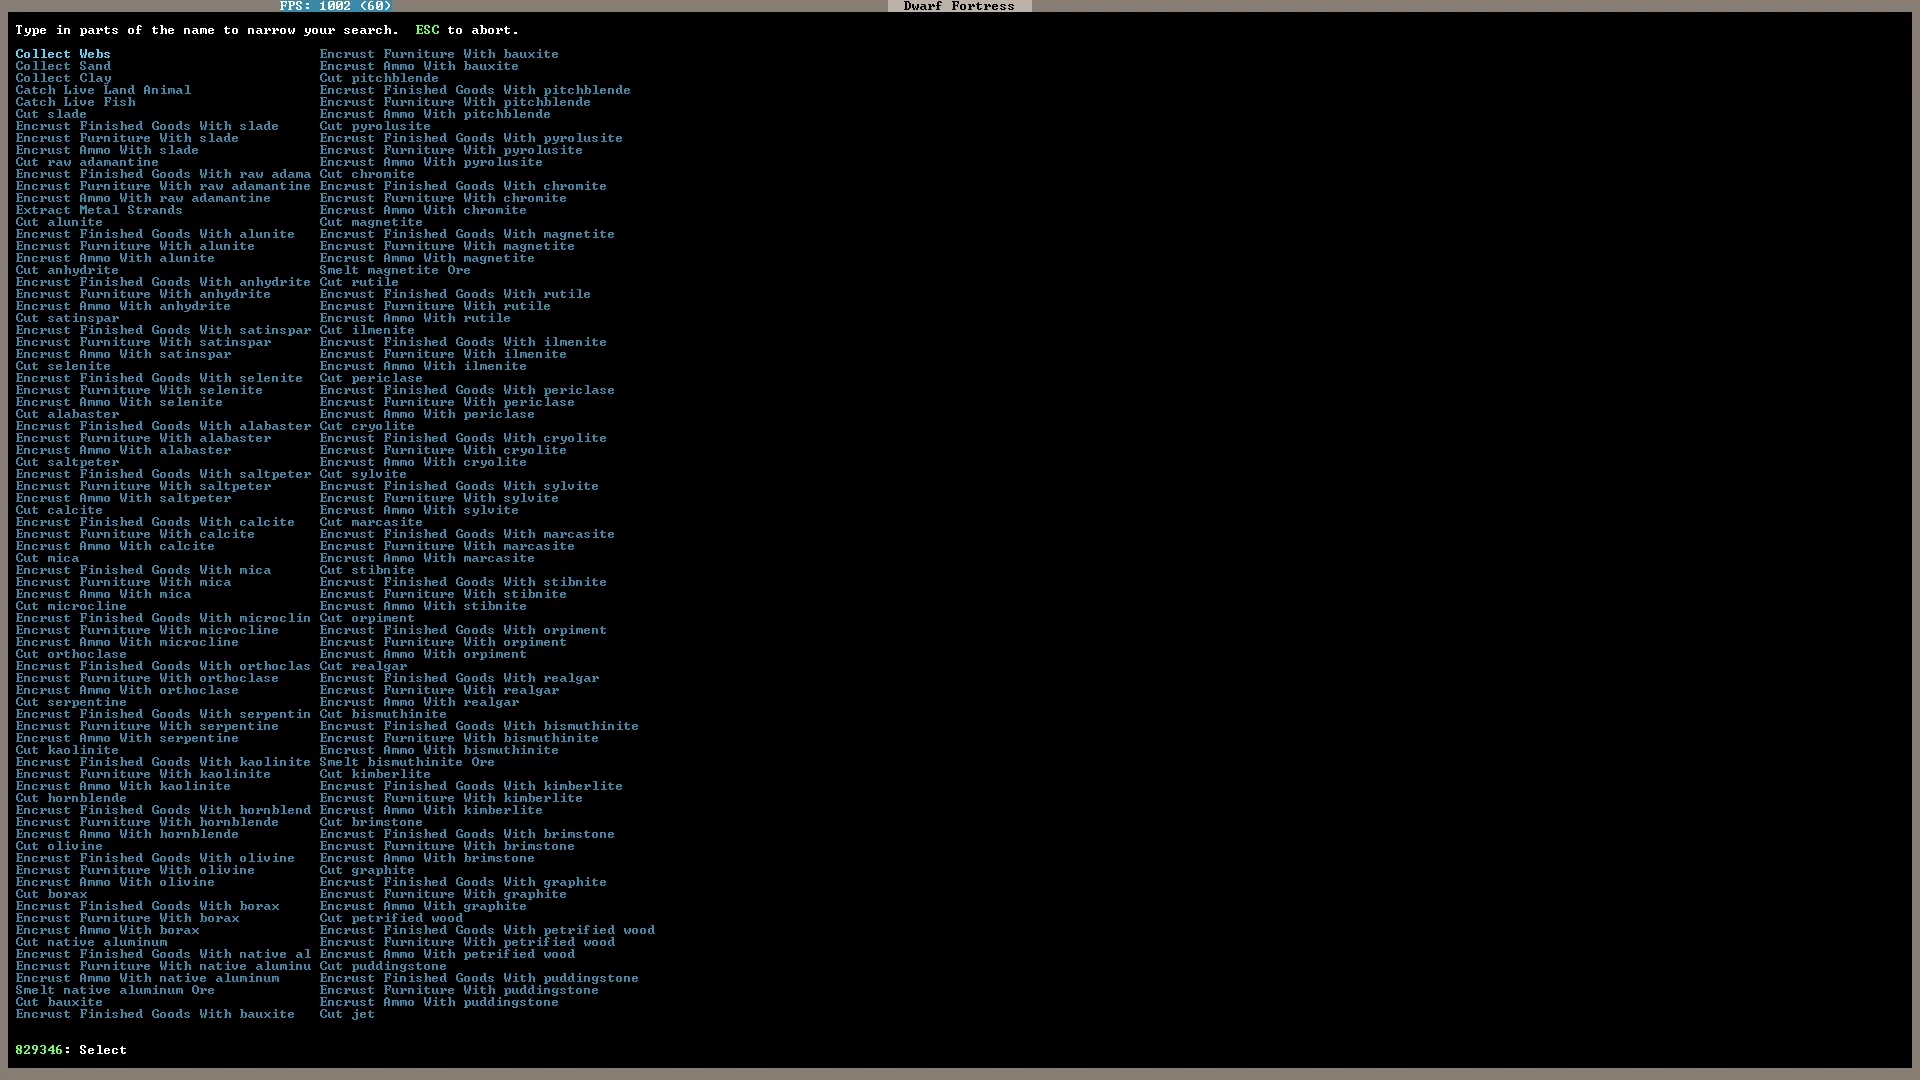 FPS: 1002 (60)
Dwarf Fortress
Type in parts of the name to narrow your search.  ESC to abort.
Collect Webs
Collect Sand
Collect Clay
Catch Live Land Animal
Catch Live Fish
Cut slade
Encrust Finished Goods With slade
Encrust Furniture With slade
Encrust Ammo With slade
Cut raw adamantine
Encrust Finished Goods With raw adama
Encrust Furniture With raw adamantine
Encrust Ammo With raw adamantine
Extract Metal Strands
Cut alunite
Encrust Finished Goods With alunite
Encrust Furniture With alunite
Encrust Ammo With alunite
Cut anhydrite
Encrust Finished Goods With anhydrite
Encrust Furniture With anhydrite
Encrust Ammo With anhydrite
Cut satinspar
Encrust Finished Goods With satinspar
Encrust Furniture With satinspar
Encrust Ammo With satinspar
Cut selenite
Encrust Finished Goods With selenite
Encrust Furniture With selenite
Encrust Ammo With selenite
Cut alabaster
Encrust Finished Goods With alabaster
Encrust Furniture With alabaster
Encrust Ammo With alabaster
Cut saltpeter
Encrust Finished Goods With saltpeter
Encrust Furniture With saltpeter
Encrust Ammo With saltpeter
Cut calcite
Encrust Finished Goods With calcite
Encrust Furniture With calcite
Encrust Ammo With calcite
Cut mica
Encrust Finished Goods With mica
Encrust Furniture With mica
Encrust Ammo With mica
Cut microcline
Encrust Finished Goods With microclin
Encrust Furniture With microcline
Encrust Ammo With microcline
Cut orthoclase
Encrust Finished Goods With orthoclas
Encrust Furniture With orthoclase
Encrust Ammo With orthoclase
Cut serpentine
Encrust Finished Goods With serpentin
Encrust Furniture With serpentine
Encrust Ammo With serpentine
Cut kaolinite
Encrust Finished Goods With kaolinite
Encrust Furniture With kaolinite
Encrust Ammo With kaolinite
Cut hornblende
Encrust Finished Goods With hornblend
Encrust Furniture With hornblende
Encrust Ammo With hornblende
Cut olivine
Encrust Finished Goods With olivine
Encrust Furniture With olivine
Encrust Ammo With olivine
Cut borax
Encrust Finished Goods With borax
Encrust Furniture With borax
Encrust Ammo With borax
Cut native aluminum
Encrust Finished Goods With native al
Encrust Furniture With native aluminu
Encrust Ammo With native aluminum
Smelt native aluminum Ore
Cut bauxite
Encrust Finished Goods With bauxite
Encrust Furniture With bauxite
Encrust Ammo With bauxite
Cut pitchblende
Encrust Finished Goods With pitchblende
Encrust Furniture With pitchblende
Encrust Ammo With pitchblende
Cut pyrolusite
Encrust Finished Goods With pyrolusite
Encrust Furniture With pyrolusite
Encrust Ammo With pyrolusite
Cut chromite
Encrust Finished Goods With chromite
Encrust Furniture With chromite
Encrust Ammo With chromite
Cut magnetite
Encrust Finished Goods With magnetite
Encrust Furniture With magnetite
Encrust Ammo With magnetite
Smelt magnetite Ore
Cut rutile
Encrust Finished Goods With rutile
Encrust Furniture With rutile
Encrust Ammo With rutile
Cut ilmenite
Encrust Finished Goods With ilmenite
Encrust Furniture With ilmenite
Encrust Ammo With ilmenite
Cut periclase
Encrust Finished Goods With periclase
Encrust Furniture With periclase
Encrust Ammo With periclase
Cut cryolite
Encrust Finished Goods With cryolite
Encrust Furniture With cryolite
Encrust Ammo With cryolite
Cut sylvite
Encrust Finished Goods With sylvite
Encrust Furniture With sylvite
Encrust Ammo With sylvite
Cut marcasite
Encrust Finished Goods With marcasite
Encrust Furniture With marcasite
Encrust Ammo With marcasite
Cut stibnite
Encrust Finished Goods With stibnite
Encrust Furniture With stibnite
Encrust Ammo With stibnite
Cut orpiment
Encrust Finished Goods With orpiment
Encrust Furniture With orpiment
Encrust Ammo With orpiment
Cut realgar
Encrust Finished Goods With realgar
Encrust Furniture With realgar
Encrust Ammo With realgar
Cut bismuthinite
Encrust Finished Goods With bismuthinite
Encrust Furniture With bismuthinite
Encrust Ammo With bismuthinite
Smelt bismuthinite Ore
Cut kimberlite
Encrust Finished Goods With kimberlite
Encrust Furniture With kimberlite
Encrust Ammo With kimberlite
Cut brimstone
Encrust Finished Goods With brimstone
Encrust Furniture With brimstone
Encrust Ammo With brimstone
Cut graphite
Encrust Finished Goods With graphite
Encrust Furniture With graphite
Encrust Ammo With graphite
Cut petrified wood
Encrust Finished Goods With petrified wood
Encrust Furniture With petrified wood
Encrust Ammo With petrified wood
Cut puddingstone
Encrust Finished Goods With puddingstone
Encrust Furniture With puddingstone
Encrust Ammo With puddingstone
Cut jet
829346: Select